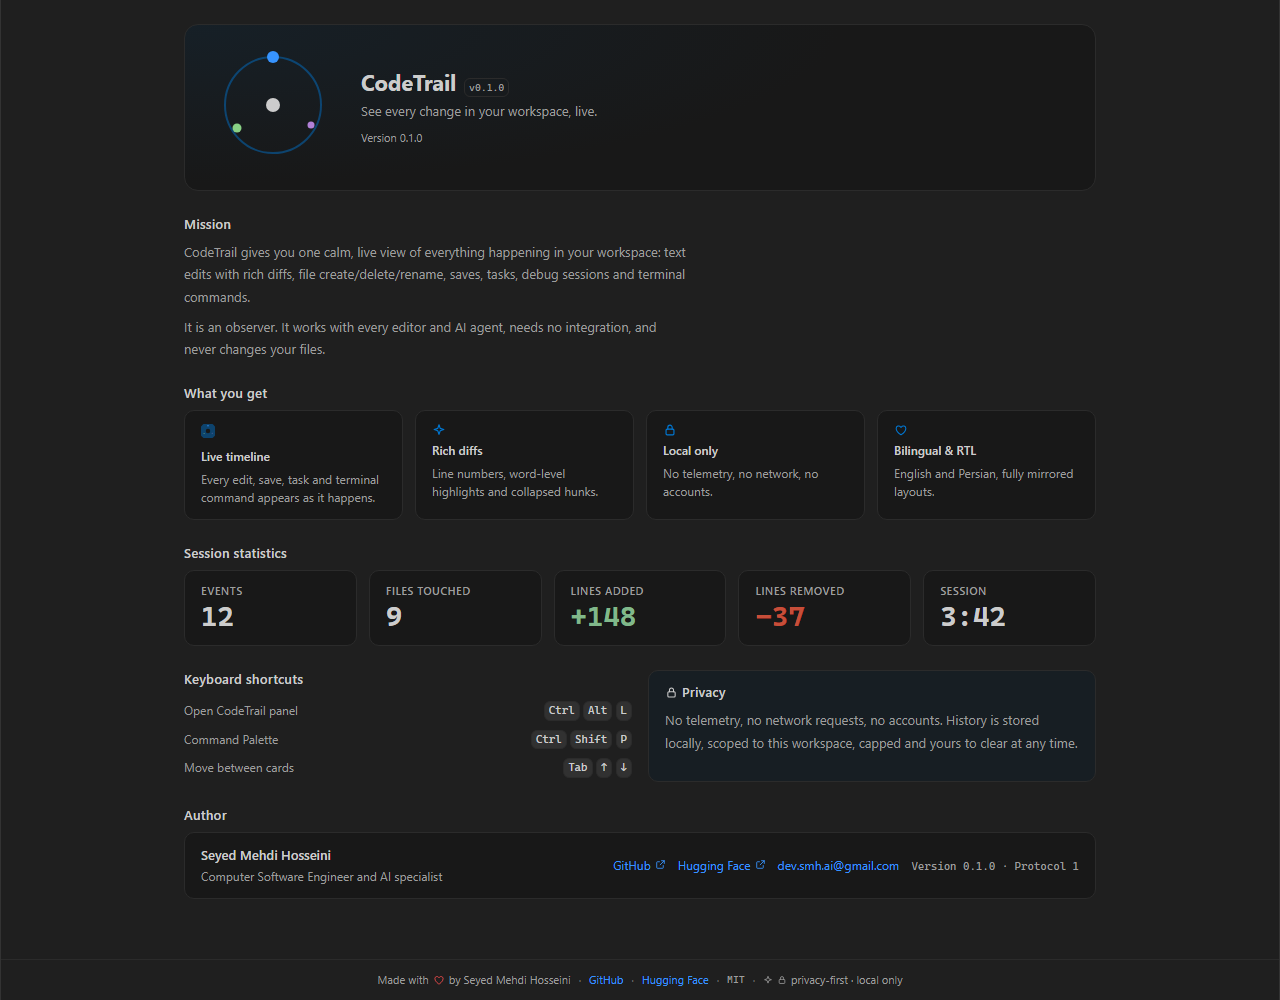 CodeTrail v0.1.0
See every change in your workspace, live.
Version 0.1.0
Mission
CodeTrail gives you one calm, live view of everything happening in your workspace: text
edits with rich diffs, file create/delete/rename, saves, tasks, debug sessions and terminal
commands.
It is an observer. It works with every editor and AI agent, needs no integration, and
never changes your files.
What you get
Live timeline
Every edit, save, task and terminal
command appears as it happens.
Rich diffs
Line numbers, word-level
highlights and collapsed hunks.
Local only
No telemetry, no network, no
accounts.
Bilingual & RTL
English and Persian, fully mirrored
layouts.
Session statistics
EVENTS
12
FILES TOUCHED
9
LINES ADDED
+148
LINES REMOVED
−37
SESSION
3:42
Keyboard shortcuts
Open CodeTrail panel Ctrl Alt L
Command Palette Ctrl Shift P
Move between cards Tab ↑ ↓
Privacy
No telemetry, no network requests, no accounts. History is stored
locally, scoped to this workspace, capped and yours to clear at any time.
Author
Seyed Mehdi Hosseini
Computer Software Engineer and AI specialist
GitHub Hugging Face dev.smh.ai@gmail.com Version 0.1.0 · Protocol 1
Made with ♡ by Seyed Mehdi Hosseini · GitHub · Hugging Face · MIT · privacy-first · local only